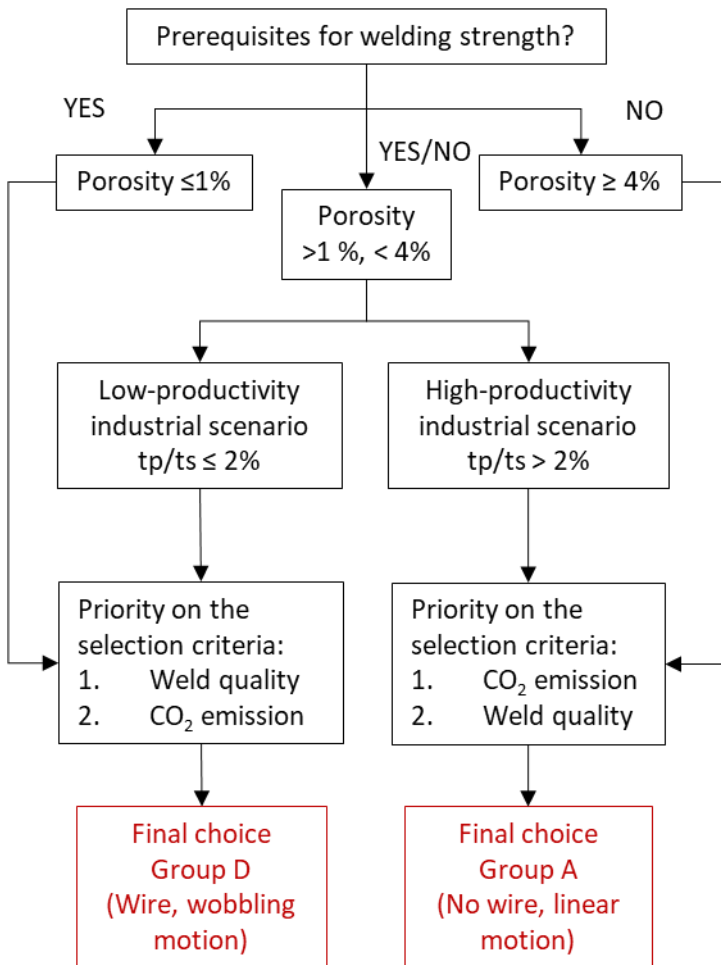 Prerequisites for welding strength?
YES
NO
YES/NO
Porosity ≤1%
Porosity ≥ 4%
Porosity
>1 %, < 4%
Low-productivity
industrial scenario
tp/ts ≤ 2%
High-productivity
industrial scenario
tp/ts > 2%
Priority on the
selection criteria:
1. Weld quality
2. CO₂ emission
Priority on the
selection criteria:
1. CO₂ emission
2. Weld quality
Final choice
Group D
(Wire, wobbling
motion)
Final choice
Group A
(No wire, linear
motion)